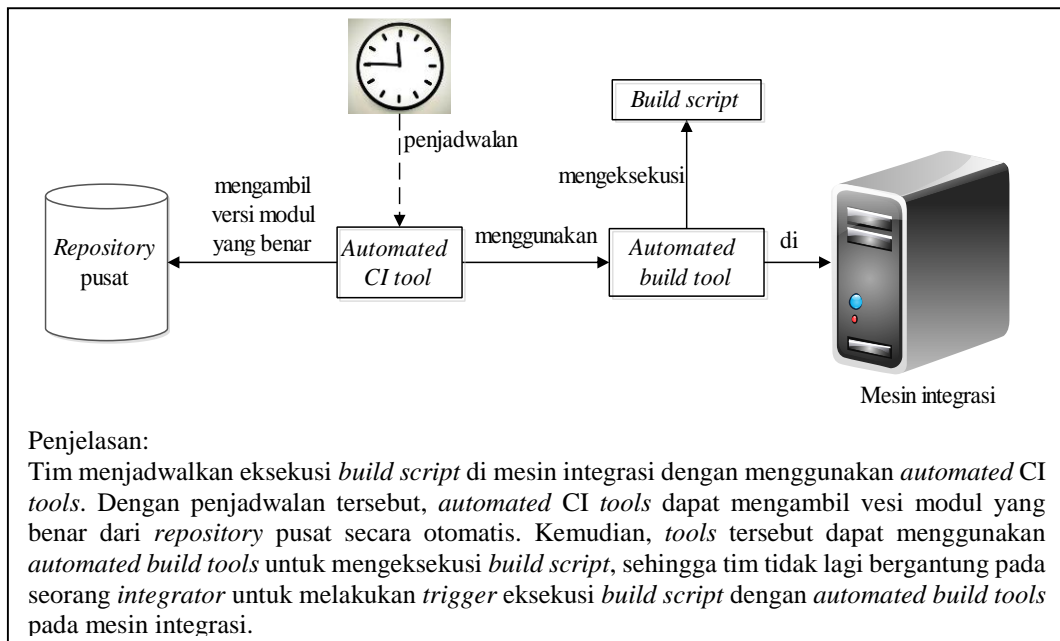 Build script
penjadwalan
mengeksekusi
mengambil
versi modul
yang benar
Repository
pusat
Automated
CI tool
menggunakan
Automated
build tool
di
Mesin integrasi
Penjelasan:
Tim menjadwalkan eksekusi build script di mesin integrasi dengan menggunakan automated CI
tools. Dengan penjadwalan tersebut, automated CI tools dapat mengambil vesi modul yang
benar dari repository pusat secara otomatis. Kemudian, tools tersebut dapat menggunakan
automated build tools untuk mengeksekusi build script, sehingga tim tidak lagi bergantung pada
seorang integrator untuk melakukan trigger eksekusi build script dengan automated build tools
pada mesin integrasi.